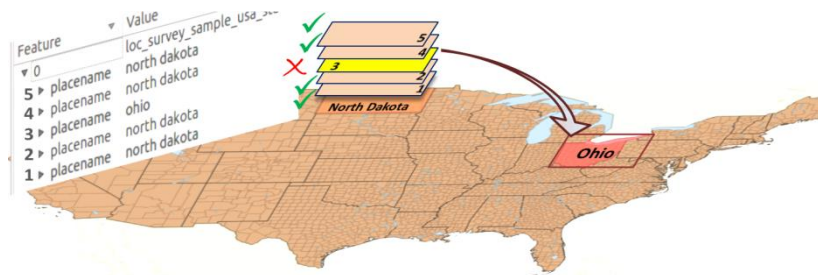 Feature Value
0 loc_survey_sample_usa_st
5 placename north dakota
4 placename north dakota
3 placename ohio
2 placename north dakota
1 placename north dakota
5
4
3
2
1
North Dakota
Ohio